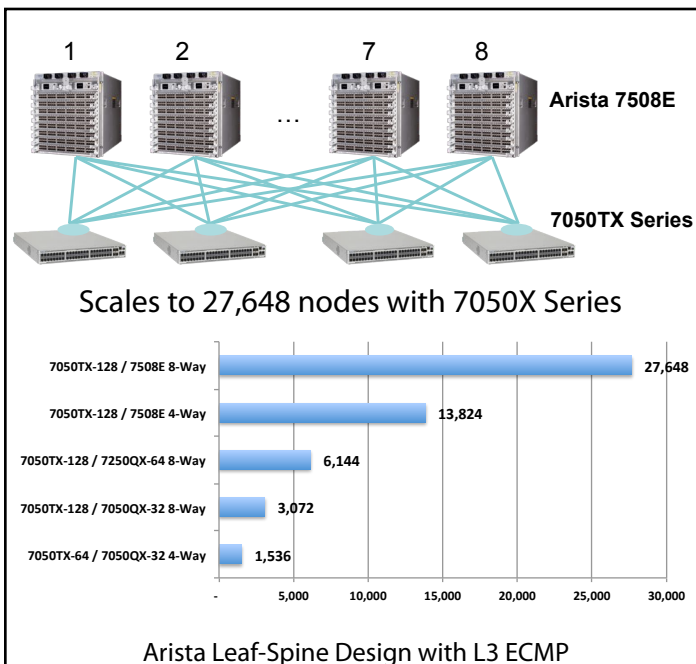 1 2 7 8
...
Arista 7508E
7050TX Series
Scales to 27,648 nodes with 7050X Series
7050TX-128 / 7508E 8-Way 27,648
7050TX-128 / 7508E 4-Way 13,824
7050TX-128 / 7250QX-64 8-Way 6,144
7050TX-128 / 7050QX-32 8-Way 3,072
7050TX-64 / 7050QX-32 4-Way 1,536
- 5,000 10,000 15,000 20,000 25,000 30,000
Arista Leaf-Spine Design with L3 ECMP